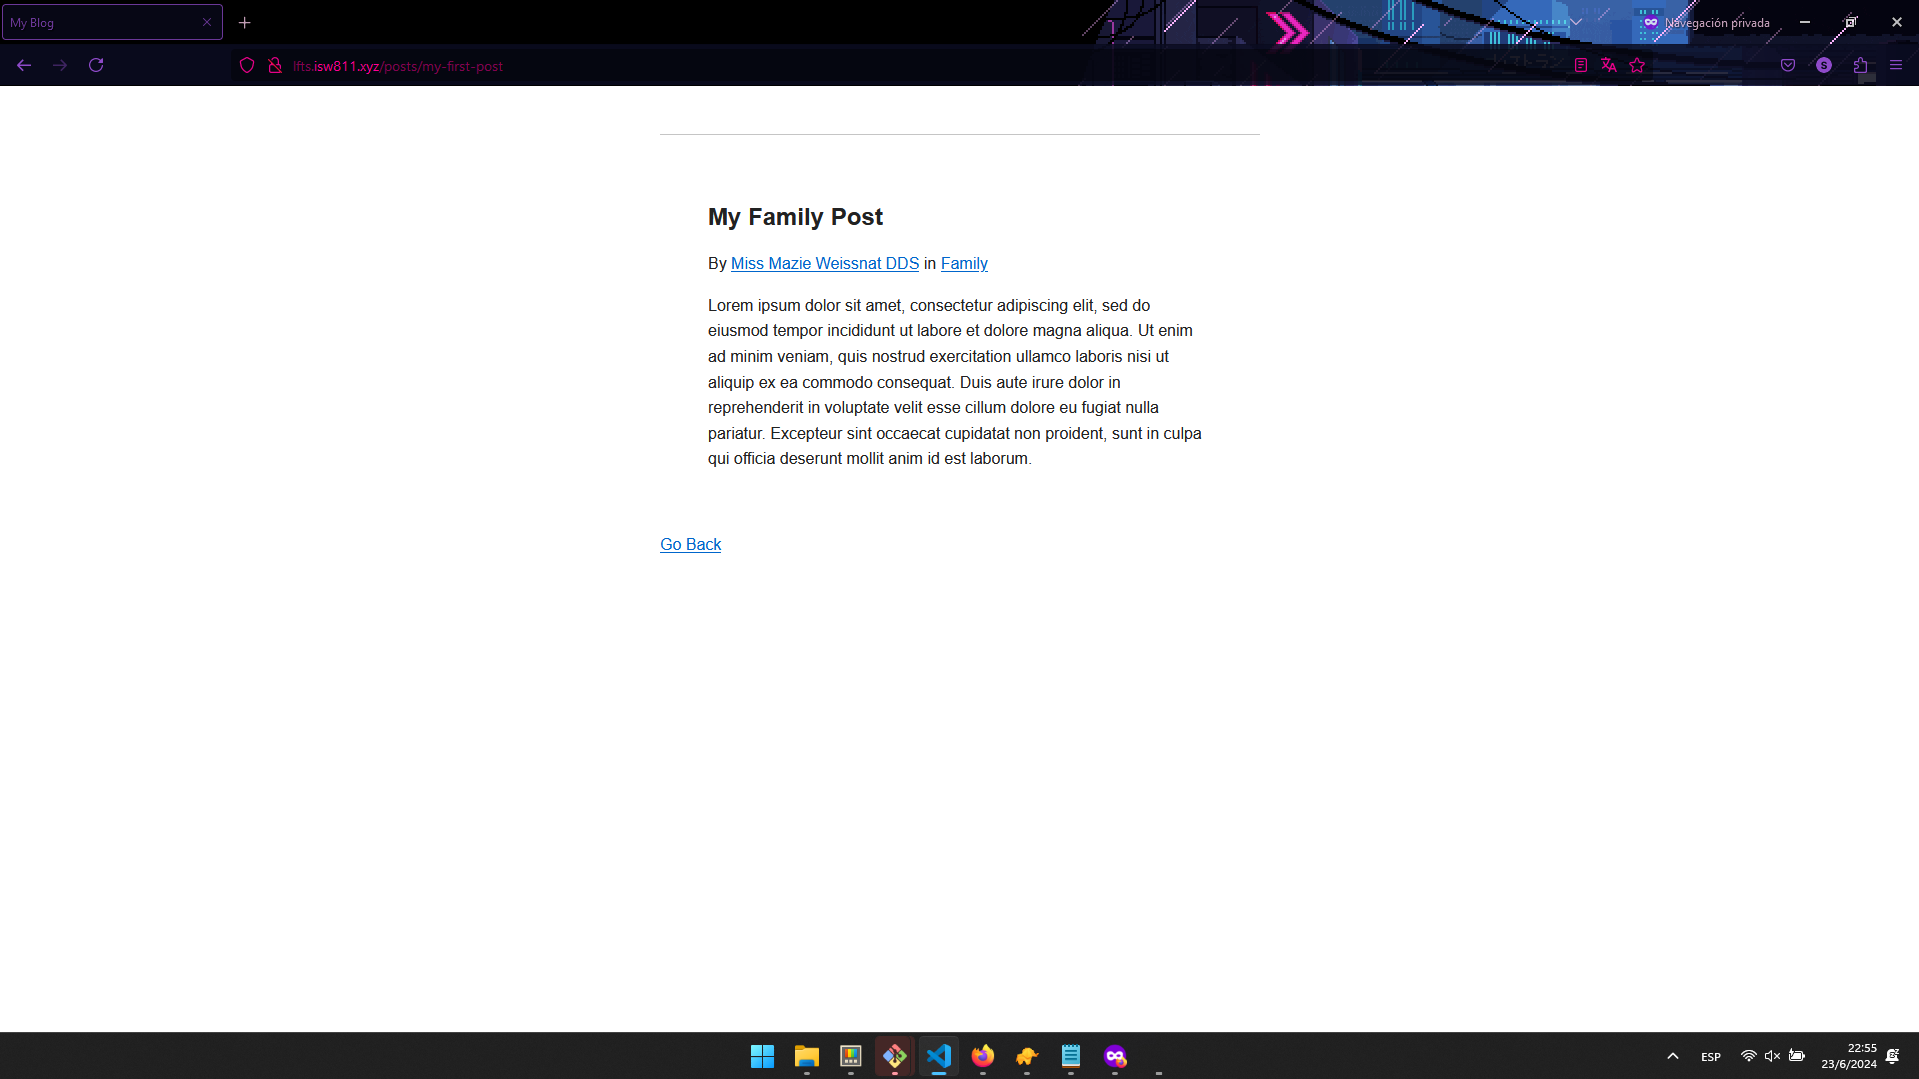 My Blog
Navegación privada
lfts.isw811.xyz/posts/my-first-post
My Family Post
By Miss Mazie Weissnat DDS in Family
Lorem ipsum dolor sit amet, consectetur adipiscing elit, sed do
eiusmod tempor incididunt ut labore et dolore magna aliqua. Ut enim
ad minim veniam, quis nostrud exercitation ullamco laboris nisi ut
aliquip ex ea commodo consequat. Duis aute irure dolor in
reprehenderit in voluptate velit esse cillum dolore eu fugiat nulla
pariatur. Excepteur sint occaecat cupidatat non proident, sunt in culpa
qui officia deserunt mollit anim id est laborum.
Go Back
ESP
22:55
23/6/2024